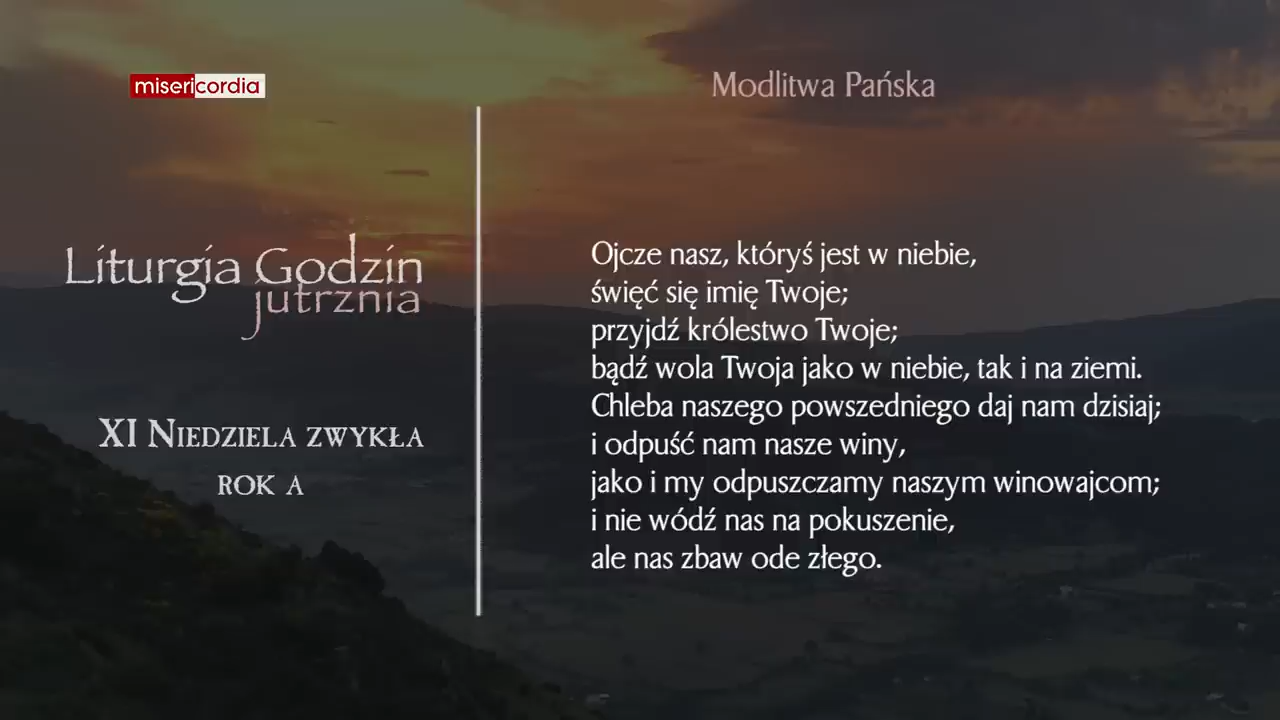 misericordia
Liturgia Godzin
jutrznia
XI Niedziela zwykła
rok a
Modlitwa Pańska
Ojcze nasz, któryś jest w niebie,
święć się imię Twoje;
przyjdź królestwo Twoje;
bądź wola Twoja jako w niebie, tak i na ziemi.
Chleba naszego powszedniego daj nam dzisiaj;
i odpuść nam nasze winy,
jako i my odpuszczamy naszym winowajcom;
i nie wódź nas na pokuszenie,
ale nas zbaw ode złego.